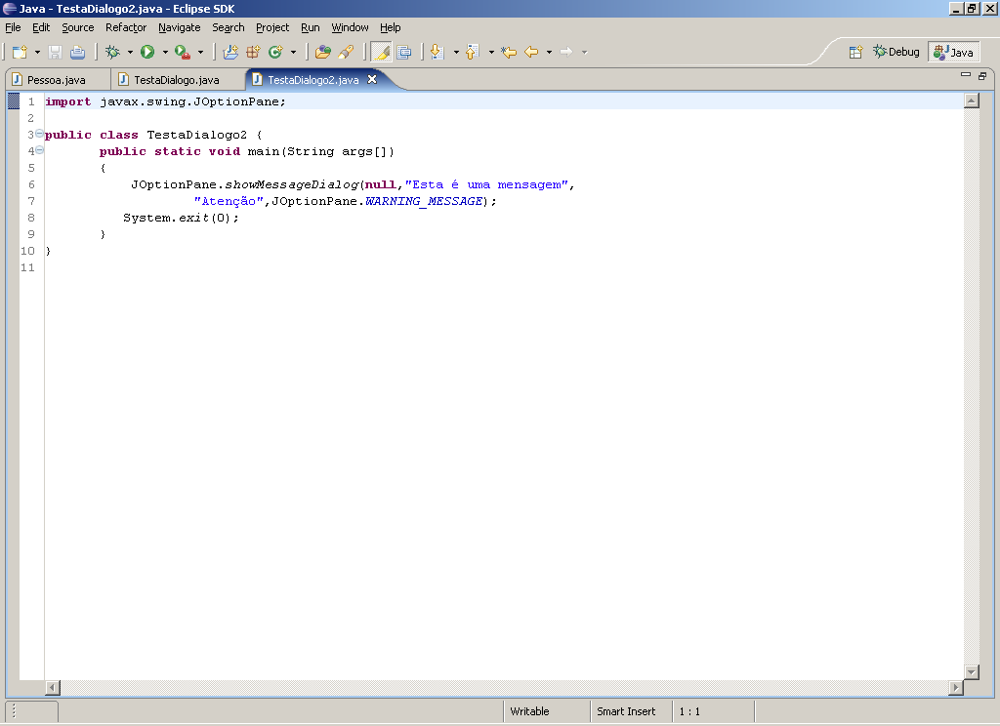 Java - TestaDialogo2.java - Eclipse SDK
File Edit Source Refactor Navigate Search Project Run Window Help
Debug Java
Pessoa.java TestaDialogo.java TestaDialogo2.java
1 import javax.swing.JOptionPane;
2
3 public class TestaDialogo2 {
4 public static void main(String args[])
5 {
6 JOptionPane.showMessageDialog(null,"Esta é uma mensagem",
7 "Atenção",JOptionPane.WARNING_MESSAGE);
8 System.exit(0);
9 }
10 }
11
Writable Smart Insert 1 : 1